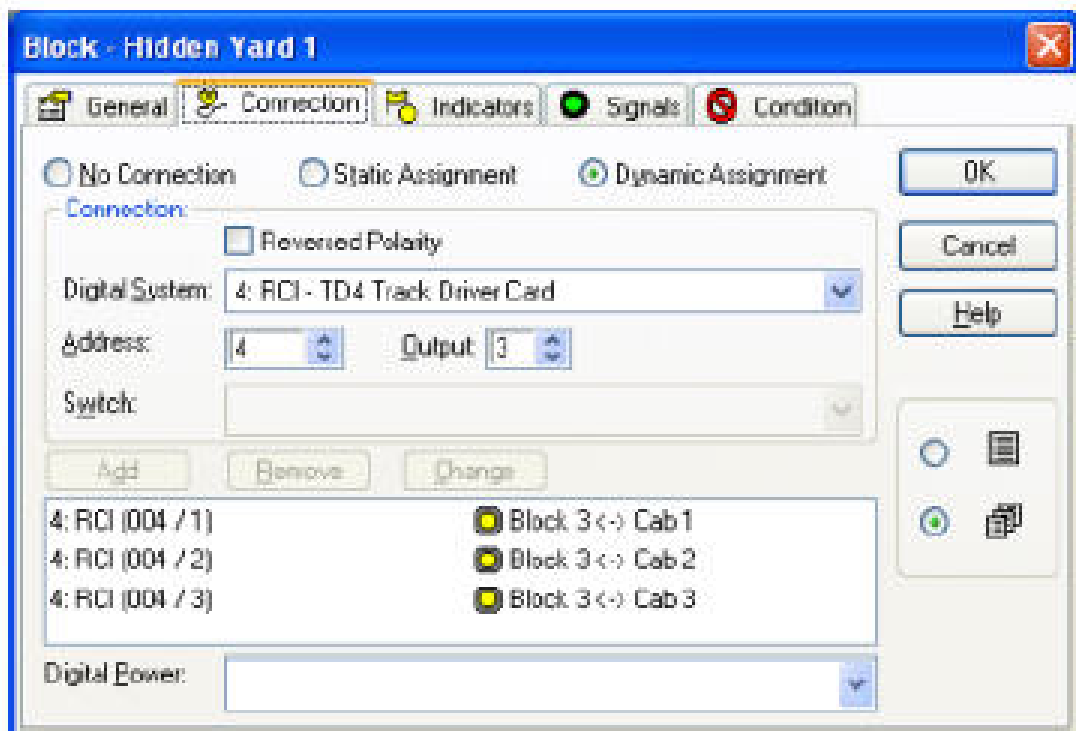 Block - Hidden Yard 1
General Connection Indicators Signals Condition
No Connection Static Assignment Dynamic Assignment
OK
Connection:
Reversed Polarity
Cancel
Digital System: 4: RCI - TD4 Track Driver Card
Help
Address: 4 Output 3
Switch:
Add Remove Change
4: RCI (004 / 1) Block 3 <-> Cab 1
4: RCI (004 / 2) Block 3 <-> Cab 2
4: RCI (004 / 3) Block 3 <-> Cab 3
Digital Power: